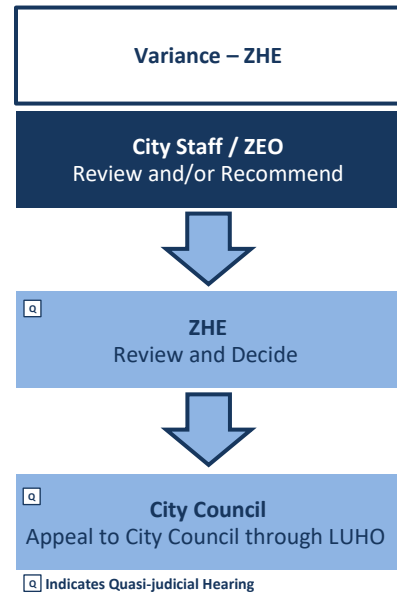 Variance – ZHE
City Staff / ZEO
Review and/or Recommend
Q
ZHE
Review and Decide
Q
City Council
Appeal to City Council through LUHO
Q Indicates Quasi-judicial Hearing